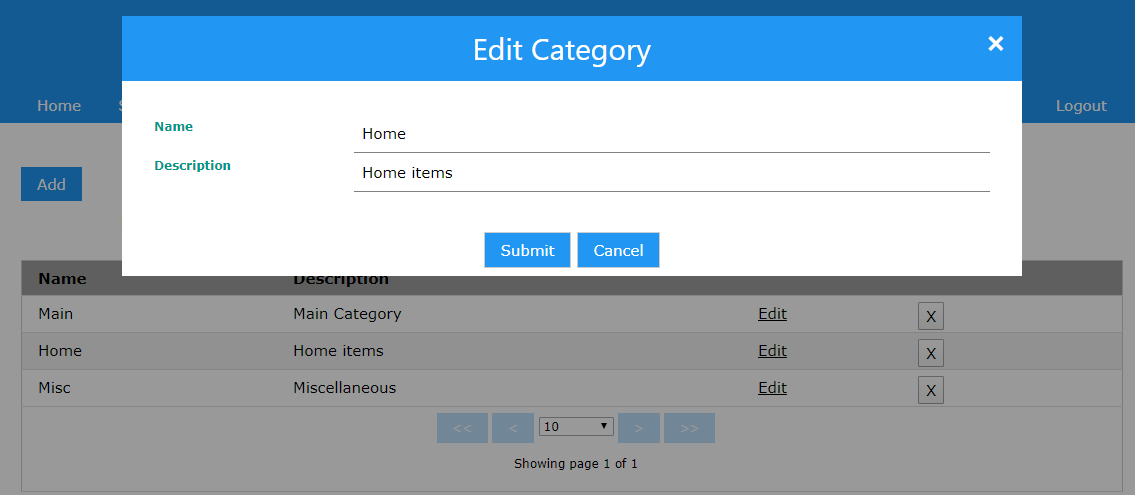 Edit Category ×
Home S Logout
Name Home
Description Home items
Add
Submit Cancel
Name Description
Main Main Category Edit X
Home Home items Edit X
Misc Miscellaneous Edit X
<< < 10 > >>
Showing page 1 of 1